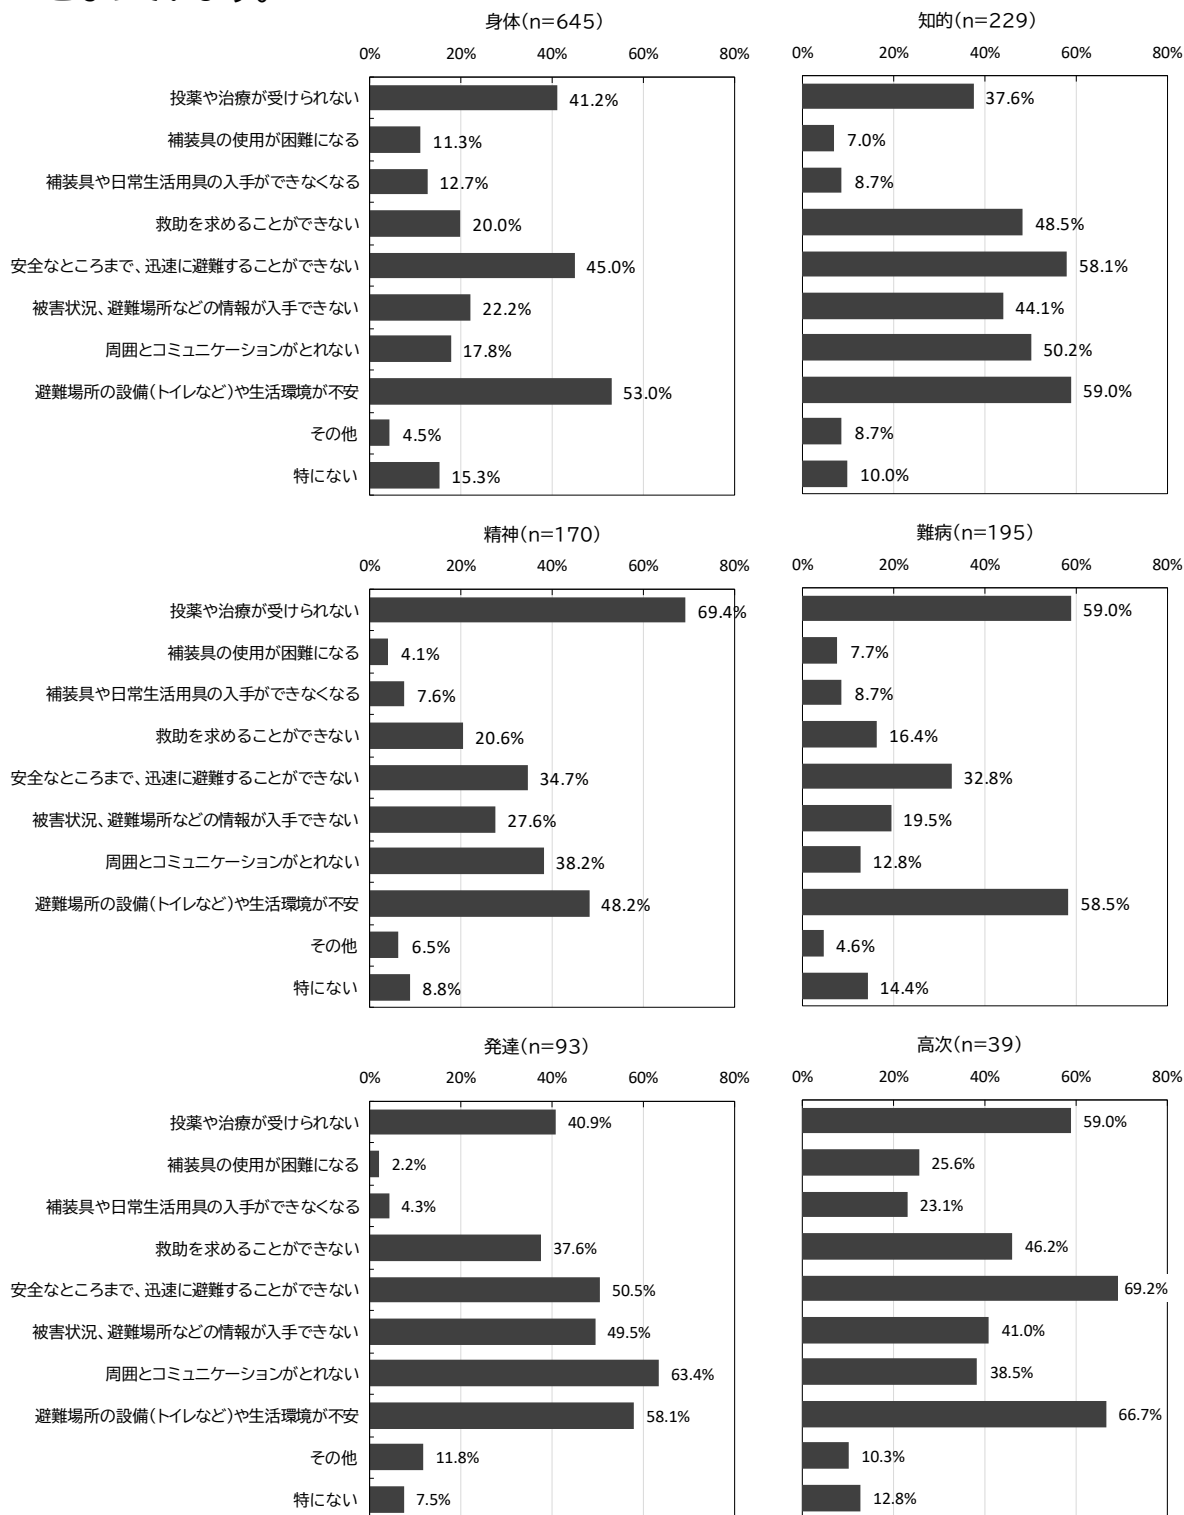 身体(n=645)
0% 20% 40% 60% 80%
投薬や治療が受けられない 41.2%
補装具の使用が困難になる 11.3%
補装具や日常生活用具の入手ができなくなる 12.7%
救助を求めることができない 20.0%
安全なところまで、迅速に避難することができない 45.0%
被害状況、避難場所などの情報が入手できない 22.2%
周囲とコミュニケーションがとれない 17.8%
避難場所の設備(トイレなど)や生活環境が不安 53.0%
その他 4.5%
特にない 15.3%
知的(n=229)
0% 20% 40% 60% 80%
37.6%
7.0%
8.7%
48.5%
58.1%
44.1%
50.2%
59.0%
8.7%
10.0%
精神(n=170)
0% 20% 40% 60% 80%
投薬や治療が受けられない 69.4%
補装具の使用が困難になる 4.1%
補装具や日常生活用具の入手ができなくなる 7.6%
救助を求めることができない 20.6%
安全なところまで、迅速に避難することができない 34.7%
被害状況、避難場所などの情報が入手できない 27.6%
周囲とコミュニケーションがとれない 38.2%
避難場所の設備(トイレなど)や生活環境が不安 48.2%
その他 6.5%
特にない 8.8%
難病(n=195)
0% 20% 40% 60% 80%
59.0%
7.7%
8.7%
16.4%
32.8%
19.5%
12.8%
58.5%
4.6%
14.4%
発達(n=93)
0% 20% 40% 60% 80%
投薬や治療が受けられない 40.9%
補装具の使用が困難になる 2.2%
補装具や日常生活用具の入手ができなくなる 4.3%
救助を求めることができない 37.6%
安全なところまで、迅速に避難することができない 50.5%
被害状況、避難場所などの情報が入手できない 49.5%
周囲とコミュニケーションがとれない 63.4%
避難場所の設備(トイレなど)や生活環境が不安 58.1%
その他 11.8%
特にない 7.5%
高次(n=39)
0% 20% 40% 60% 80%
59.0%
25.6%
23.1%
46.2%
69.2%
41.0%
38.5%
66.7%
10.3%
12.8%